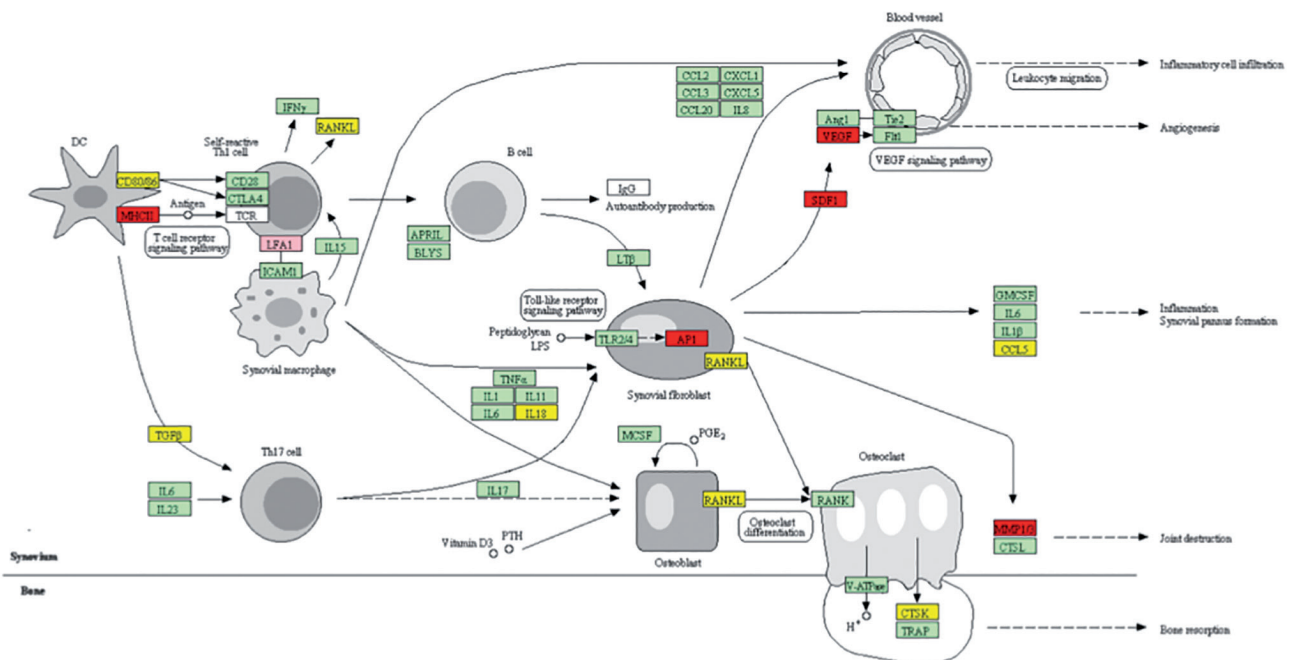 Blood vessel
CCL2 CXCL1
CCL3 CXCL5
CCL20 IL8
Leukocyte migration
Inflammatory cell infiltration
IFNγ
RANKL
Self-reactive
Th1 cell
DC
B cell
Ang1 Tie2
VEGF Flt1
Angiogenesis
VEGF signaling pathway
CD80/86
CD28
CTLA4
Antigen
MHCII
TCR
T cell receptor
signaling pathway
LFA1
IL15
ICAM1
Synovial macrophage
APRIL
BLYS
IgG
Autoantibody production
SDF1
LTβ
Toll-like receptor
signaling pathway
Peptidoglycan
LPS
TLR2/4
AP1
RANKL
Synovial fibroblast
GMCSF
IL6
IL1β
CCL5
Inflammation
Synovial pannus formation
TNFα
IL1 IL11
IL6 IL18
TGFβ
Th17 cell
IL6
IL23
IL17
MCSF
PGE2
RANKL
Osteoblast
Vitamin D3
PTH
Osteoclast
RANK
Osteoclast
differentiation
CTSL
Joint destruction
Synovium
Bone
V-ATPase
H+
CTSK
TRAP
Bone resorption